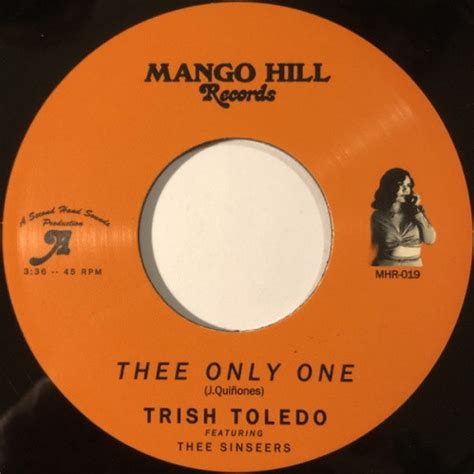 MANGO HILL
Records
A Second Hand Sounds
Production
3:36 -- 45 RPM
MHR-019
THEE ONLY ONE
(J.Quiñones)
TRISH TOLEDO
FEATURING
THEE SINSEERS